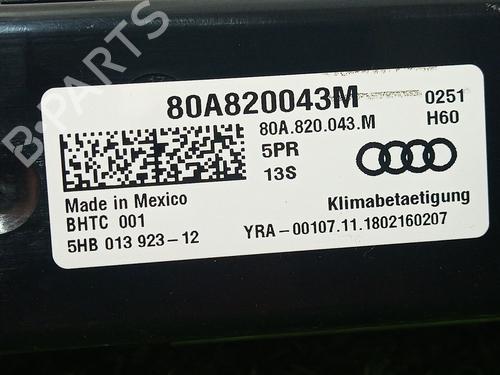 B-PARTS
80A820043M
0251
80A.820.043.M
H60
5PR
13S
Made in Mexico
Klimabetaetigung
BHTC 001
5HB 013 923-12
YRA-00107.11.1802160207